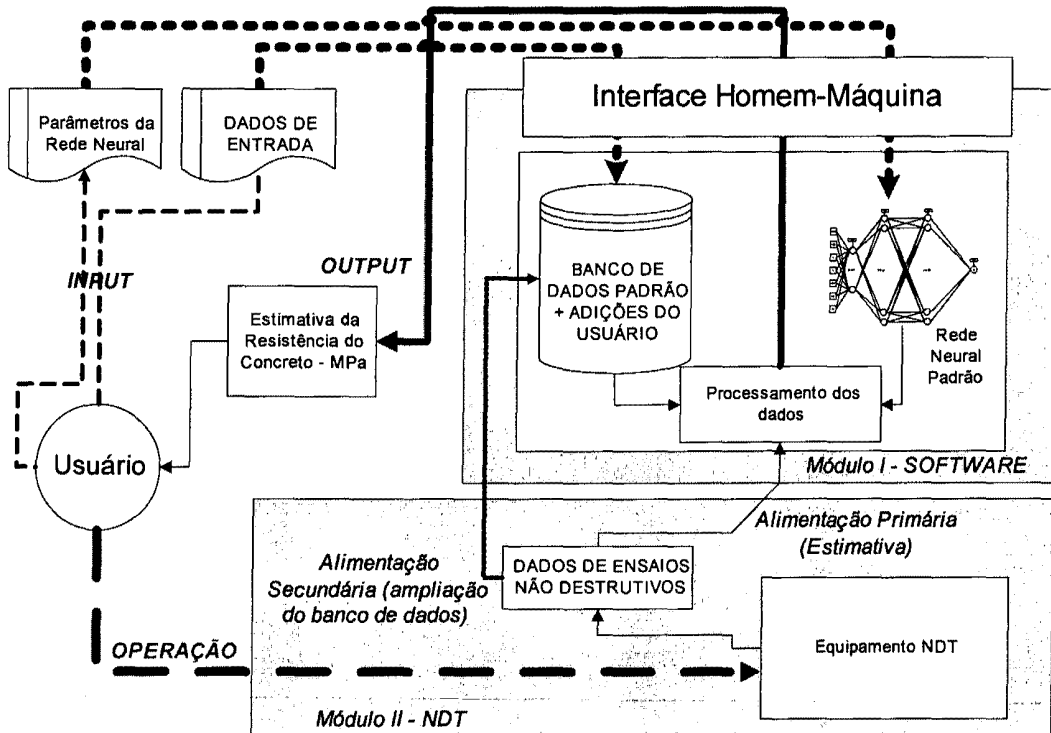 Interface Homem-Máquina
Parâmetros da
Rede Neural
DADOS DE
ENTRADA
INPUT
OUTPUT
Estimativa da
Resistência do
Concreto - MPa
BANCO DE
DADOS PADRÃO
+ ADIÇÕES DO
USUÁRIO
Rede
Neural
Padrão
Processamento dos
dados
Módulo I - SOFTWARE
Usuário
Alimentação Primária
(Estimativa)
Alimentação
Secundária (ampliação
do banco de dados)
DADOS DE ENSAIOS
NÃO DESTRUTIVOS
Equipamento NDT
OPERAÇÃO
Módulo II - NDT